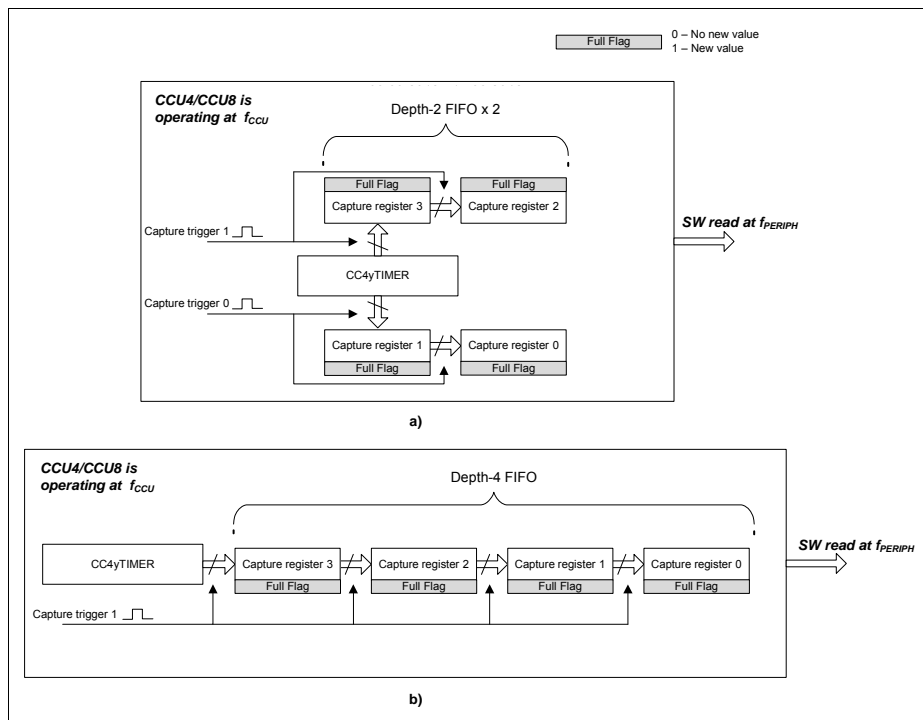 Full Flag
0 – No new value
1 – New value
CCU4/CCU8 is
operating at fCCU
Depth-2 FIFO x 2
Full Flag
Full Flag
Capture register 3
Capture register 2
Capture trigger 1
SW read at fPERIPH
CC4yTIMER
Capture trigger 0
Capture register 1
Capture register 0
Full Flag
Full Flag
a)
CCU4/CCU8 is
operating at fCCU
Depth-4 FIFO
SW read at fPERIPH
CC4yTIMER
Capture register 3
Capture register 2
Capture register 1
Capture register 0
Full Flag
Full Flag
Full Flag
Full Flag
Capture trigger 1
b)